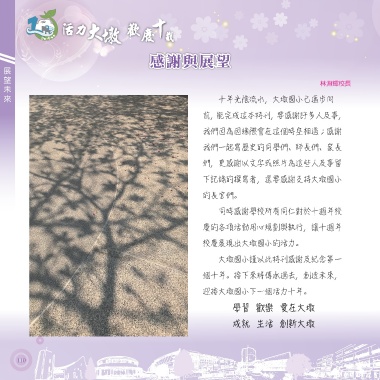 活力大墩 歡慶十載
感謝與展望
林淵輝校長
展望未來
十年光陰流水，大墩國小已邁步向
前，能完成這本特刊，要感謝許多人及事，
我們因為因緣際會在這個時空相遇，感謝
我們一起寫歷史的同學們、師長們、家長
們，更感謝以文字或照片為這些人及事留
下記錄的撰寫者，還要感謝支持大墩國小
的長官們。
同時感謝學校所有同仁對於十週年校
慶的各項活動用心規劃與執行，讓十週年
校慶展現出大墩國小的活力。
大墩國小謹以此特刊感謝及紀念第一
個十年。接下來時傳承過去，創造未來，
迎接大墩國小下一個活力十年。
學習 歡樂 愛在大墩
成就 生活 創新大墩